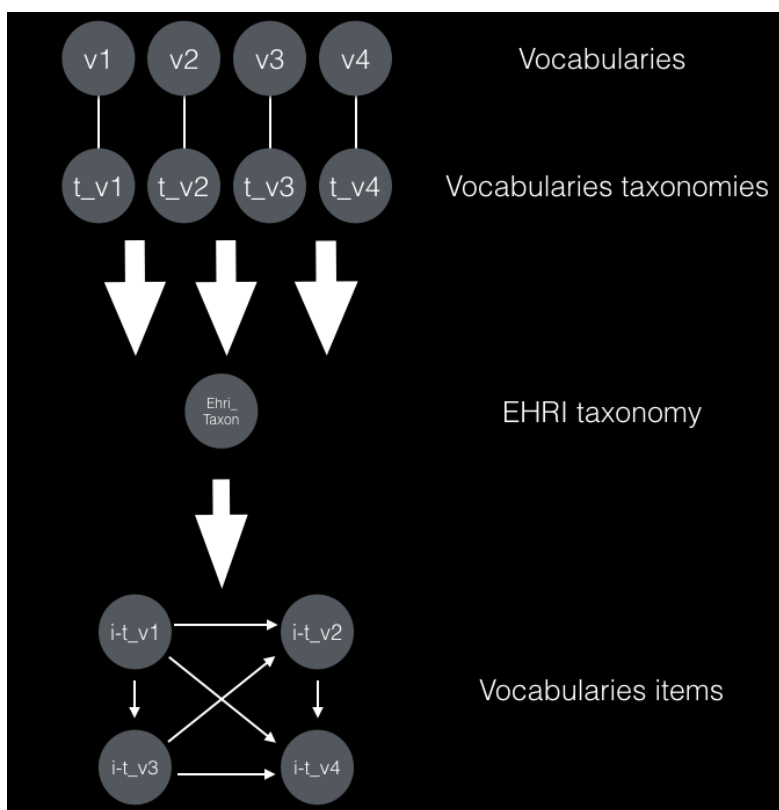 v1 v2 v3 v4 Vocabularies
t_v1 t_v2 t_v3 t_v4 Vocabularies taxonomies
Ehri_
Taxon
EHRI taxonomy
i-t_v1 i-t_v2
Vocabularies items
i-t_v3 i-t_v4